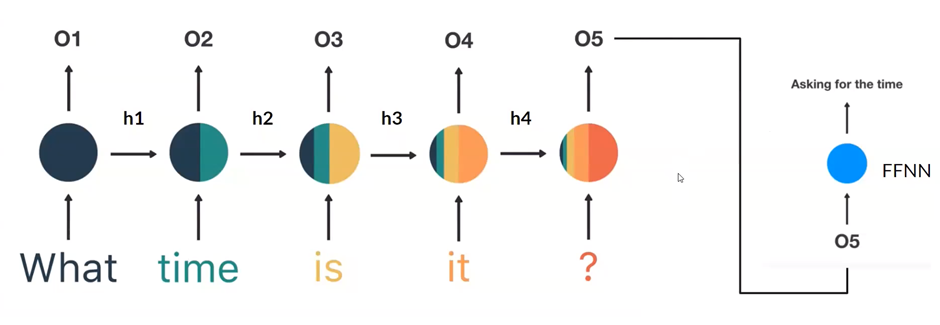 O1 O2 O3 O4 O5
Asking for the time
h1 h2 h3 h4
FFNN
O5
What time is it ?